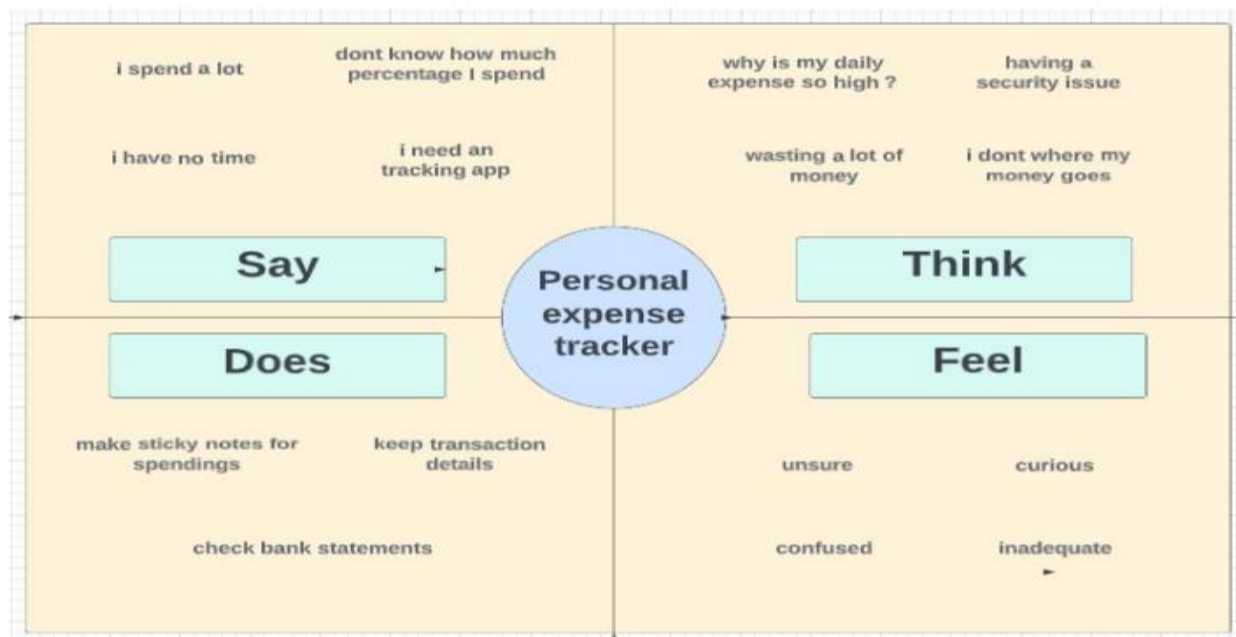 i spend a lot
dont know how much
percentage I spend
i have no time
i need an
tracking app
Say
why is my daily
expense so high ?
having a
security issue
wasting a lot of
money
i dont where my
money goes
Think
Personal
expense
tracker
Does
make sticky notes for
spendings
keep transaction
details
check bank statements
Feel
unsure
curious
confused
inadequate